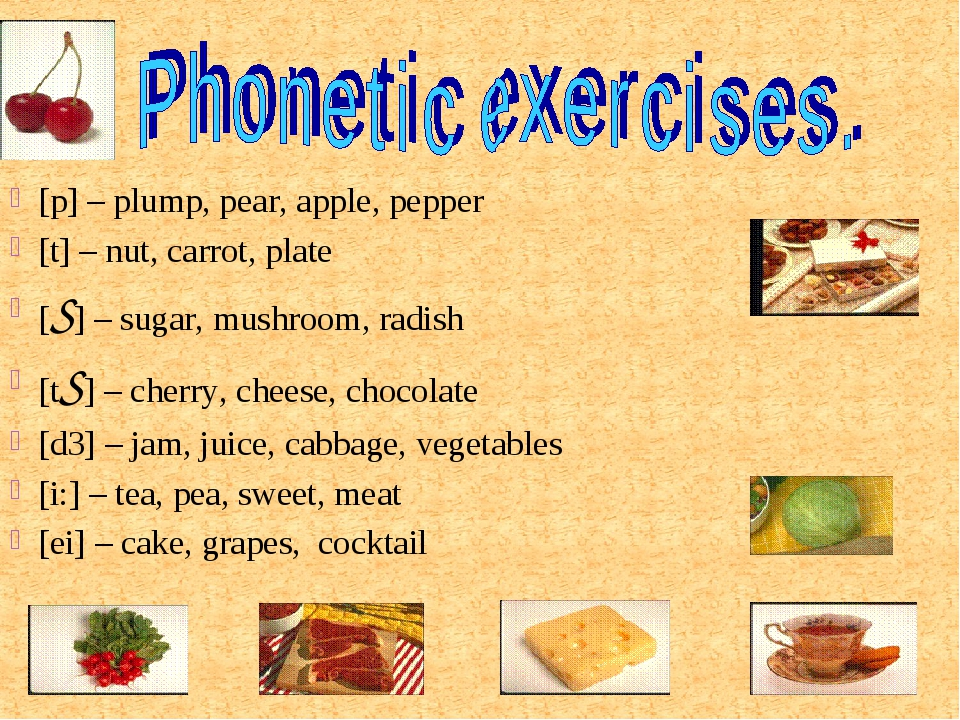 Phonetic exercises.
[p] – plump, pear, apple, pepper
[t] – nut, carrot, plate
[S] – sugar, mushroom, radish
[tS] – cherry, cheese, chocolate
[d3] – jam, juice, cabbage, vegetables
[i:] – tea, pea, sweet, meat
[ei] – cake, grapes, cocktail